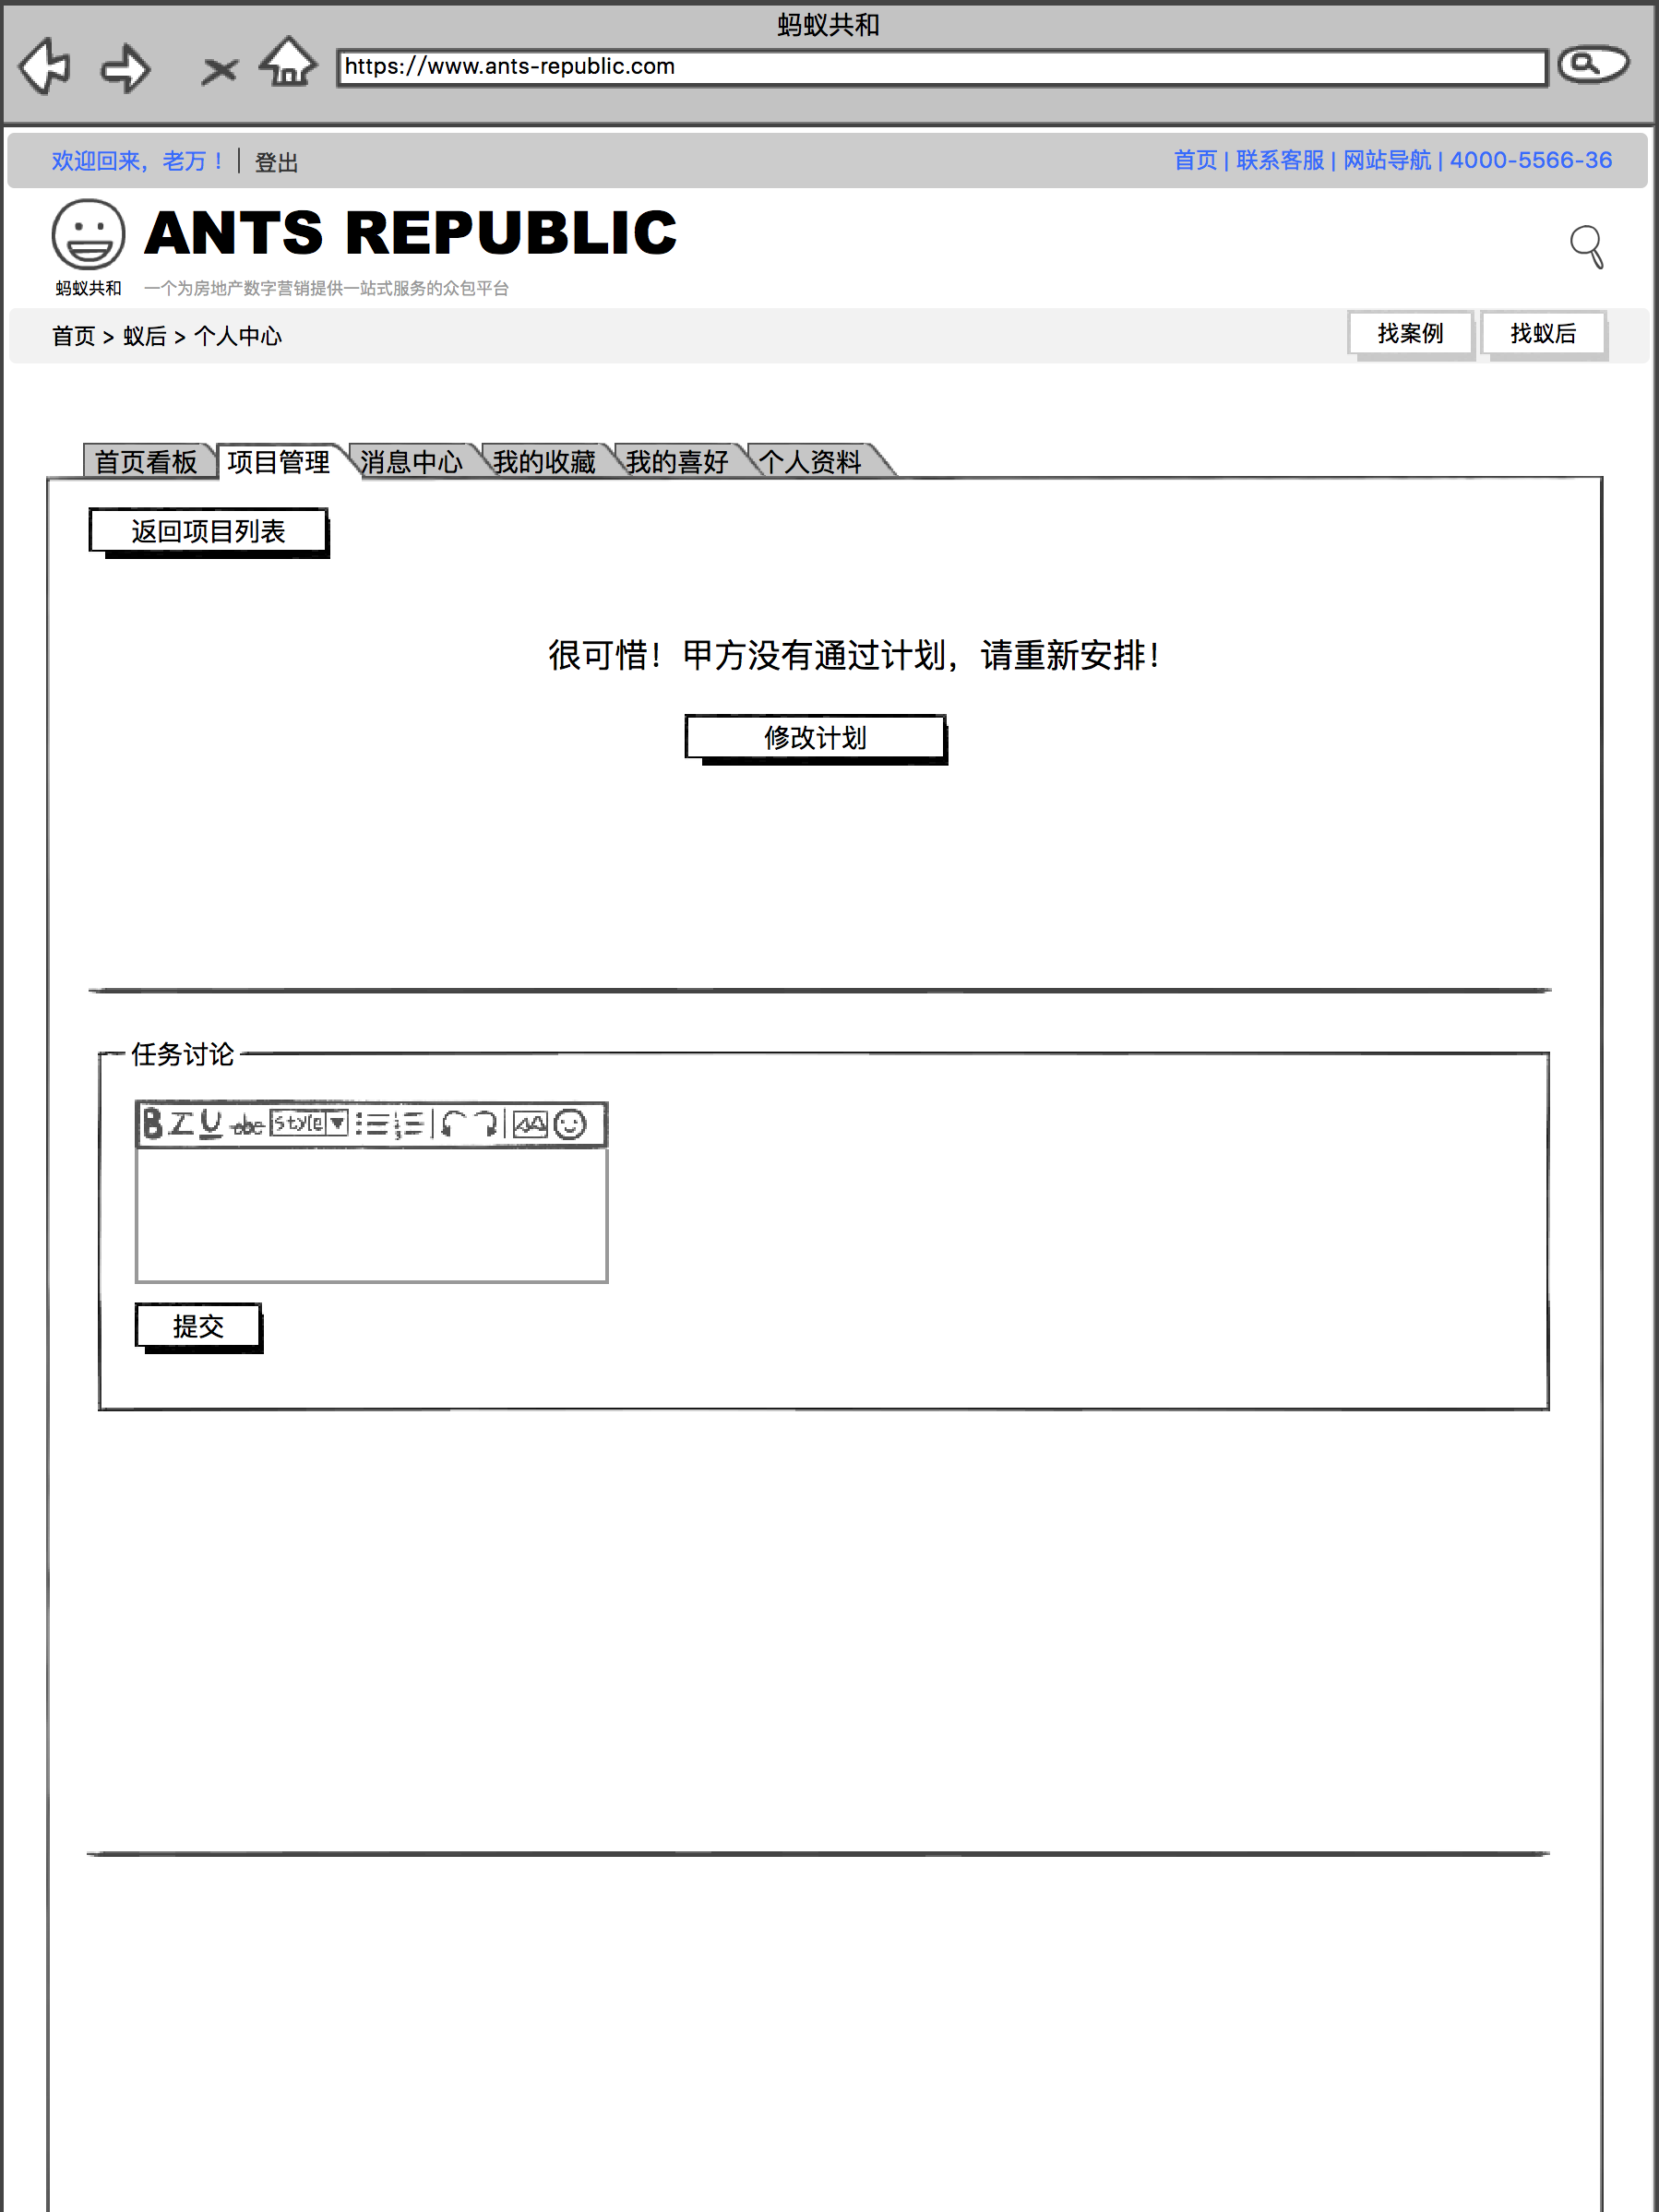 蚂蚁共和
https://www.ants-republic.com
欢迎回来，老万！ 登出
首页 | 联系客服 | 网站导航 | 4000-5566-36
ANTS REPUBLIC
蚂蚁共和 一个为房地产数字营销提供一站式服务的众包平台
首页 > 蚁后 > 个人中心
找案例 找蚁后
首页看板 项目管理 消息中心 我的收藏 我的喜好 个人资料
返回项目列表
很可惜！甲方没有通过计划，请重新安排！
修改计划
任务讨论
B I U abc style
提交